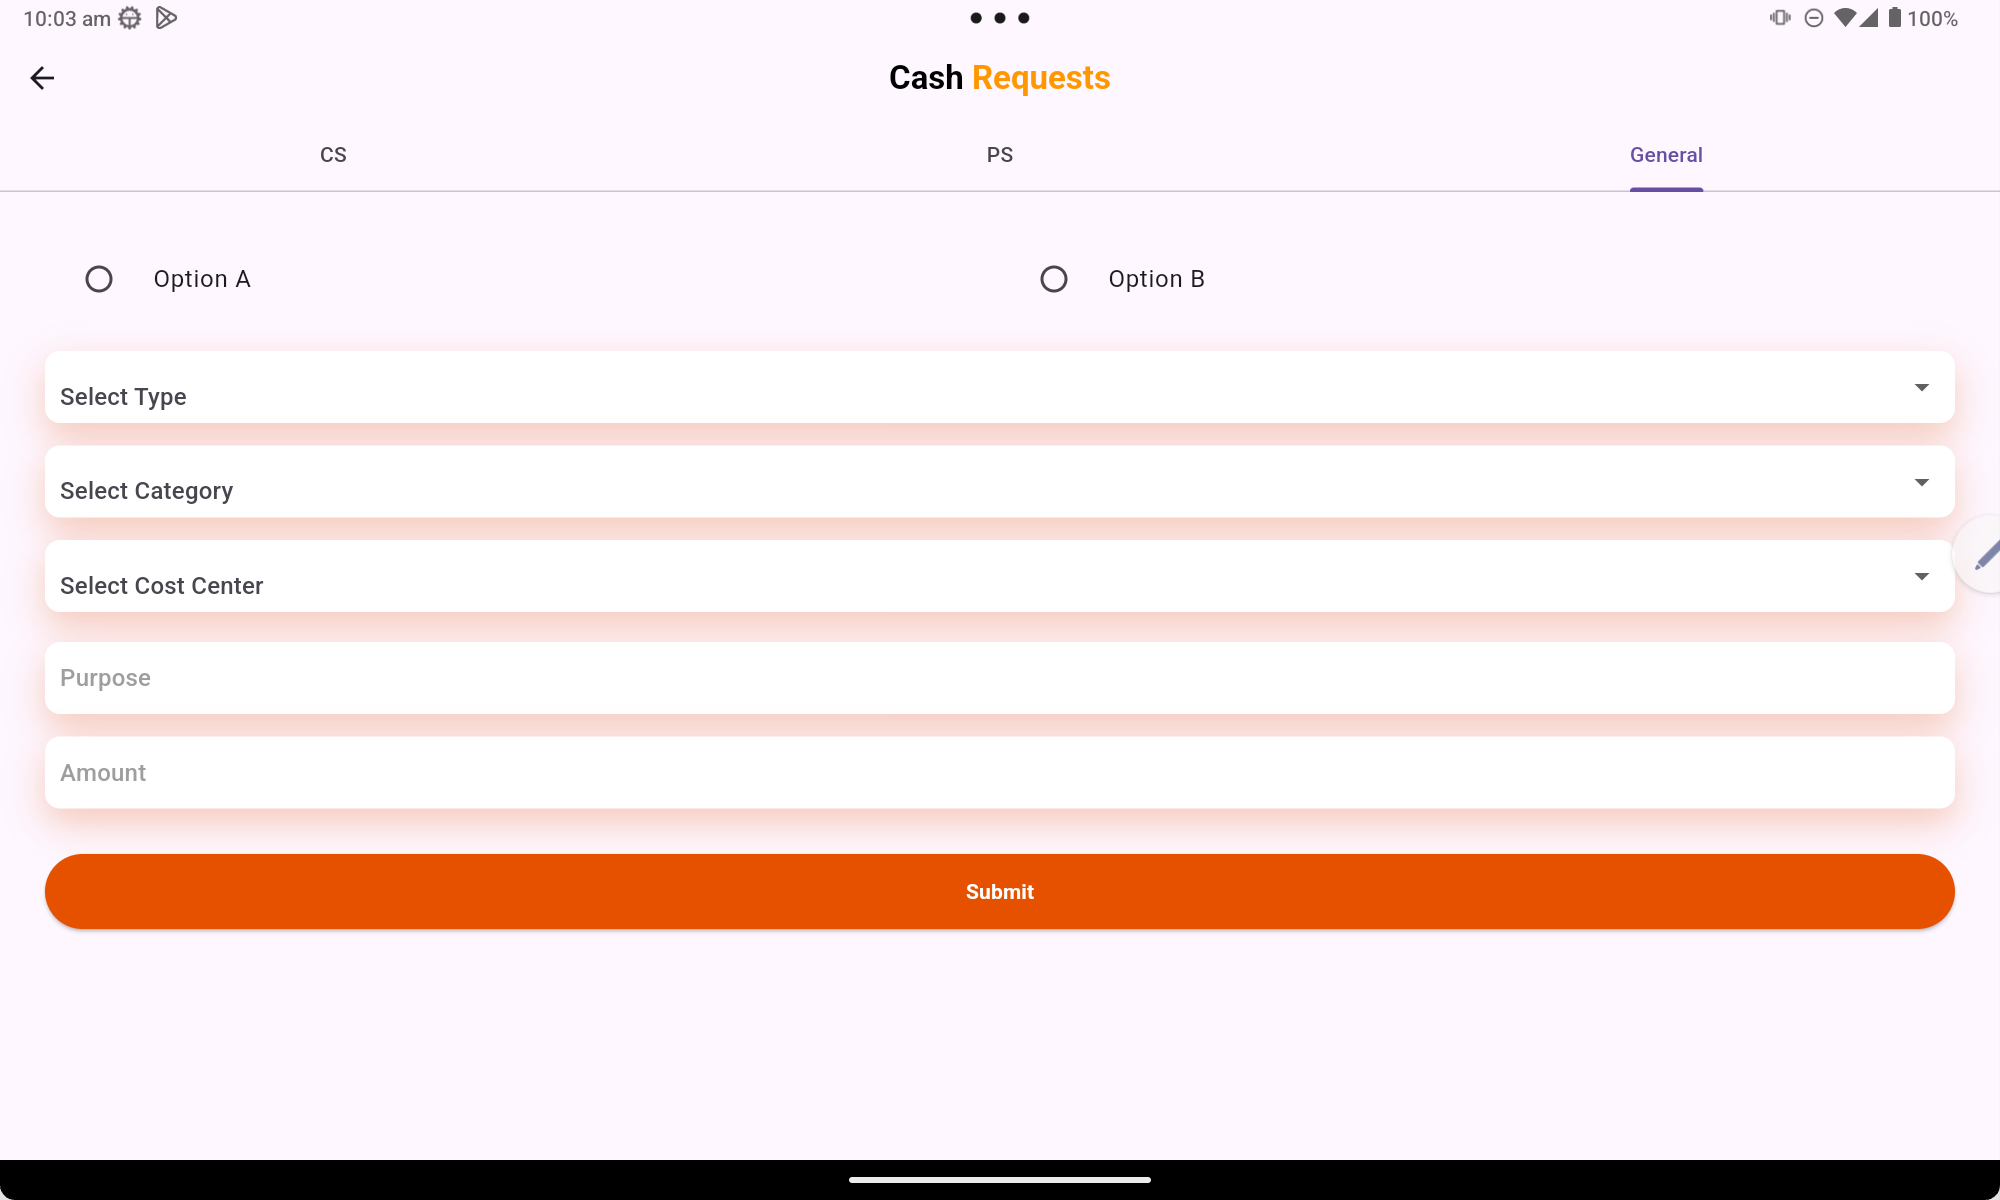 10:03 am
100%
Cash Requests
CS
PS
General
Option A
Option B
Select Type
Select Category
Select Cost Center
Purpose
Amount
Submit